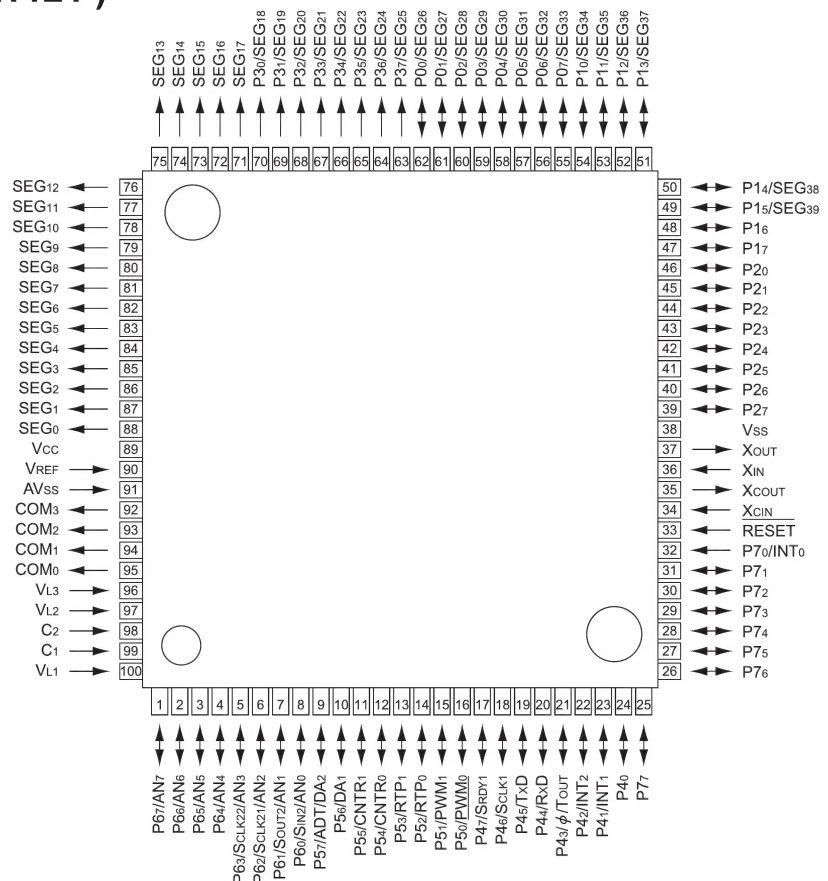 SEG13
SEG14
SEG15
SEG16
SEG17
P30/SEG18
P31/SEG19
P32/SEG20
P33/SEG21
P34/SEG22
P35/SEG23
P36/SEG24
P37/SEG25
P00/SEG26
P01/SEG27
P02/SEG28
P03/SEG29
P04/SEG30
P05/SEG31
P06/SEG32
P07/SEG33
P10/SEG34
P11/SEG35
P12/SEG36
P13/SEG37
75 74 73 72 71 70 69 68 67 66 65 64 63 62 61 60 59 58 57 56 55 54 53 52 51
SEG12 76
SEG11 77
SEG10 78
SEG9 79
SEG8 80
SEG7 81
SEG6 82
SEG5 83
SEG4 84
SEG3 85
SEG2 86
SEG1 87
SEG0 88
VCC 89
VREF 90
AVSS 91
COM3 92
COM2 93
COM1 94
COM0 95
VL3 96
VL2 97
C2 98
C1 99
VL1 100
50 P14/SEG38
49 P15/SEG39
48 P16
47 P17
46 P20
45 P21
44 P22
43 P23
42 P24
41 P25
40 P26
39 P27
38 VSS
37 XOUT
36 XIN
35 XCOUT
34 XCIN
33 RESET
32 P70/INT0
31 P71
30 P72
29 P73
28 P74
27 P75
26 P76
1 2 3 4 5 6 7 8 9 10 11 12 13 14 15 16 17 18 19 20 21 22 23 24 25
P67/AN7
P66/AN6
P65/AN5
P64/AN4
P63/SCLK22/AN3
P62/SCLK21/AN2
P61/SOUT2/AN1
P60/SIN2/AN0
P57/ADT/DA2
P56/DA1
P55/CNTR1
P54/CNTR0
P53/RTP1
P52/RTP0
P51/PWM1
P50/PWM0
P47/SRDY1
P46/SCLK1
P45/TxD
P44/RxD
P43/ϕ/TOUT
P42/INT2
P41/INT1
P40
P77